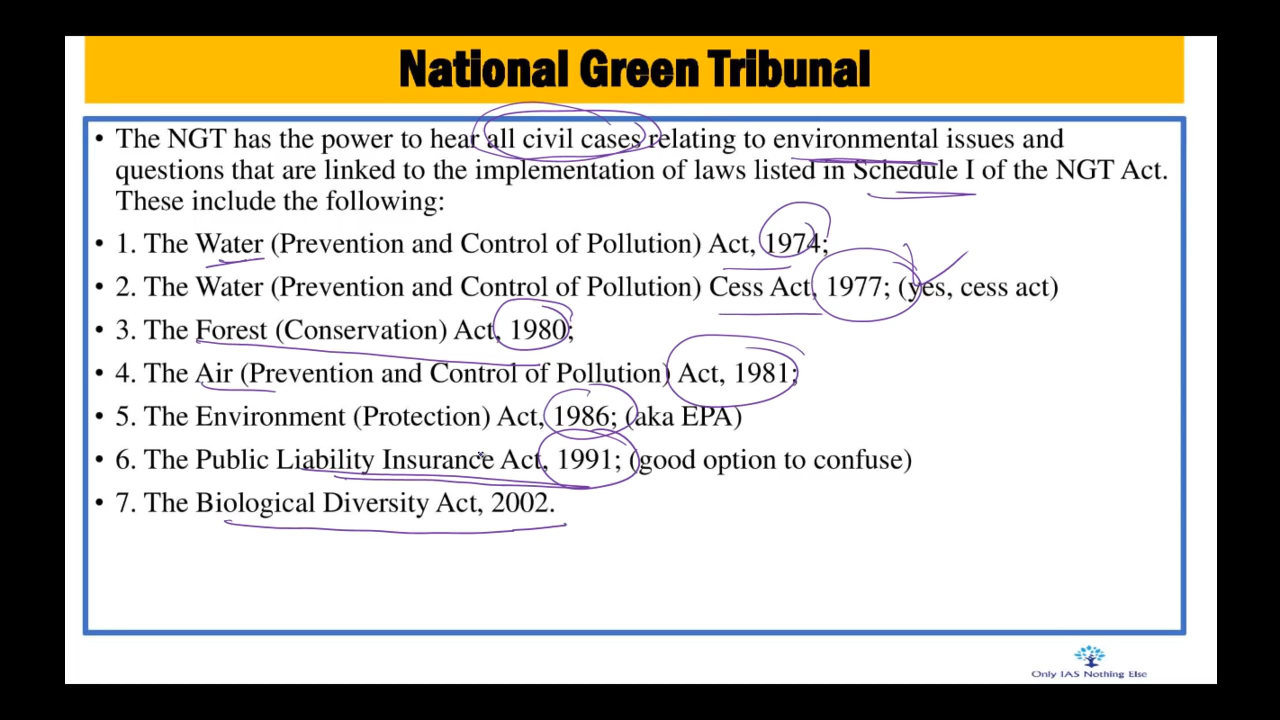 National Green Tribunal
• The NGT has the power to hear all civil cases relating to environmental issues and
questions that are linked to the implementation of laws listed in Schedule I of the NGT Act.
These include the following:
• 1. The Water (Prevention and Control of Pollution) Act, 1974;
• 2. The Water (Prevention and Control of Pollution) Cess Act, 1977; (yes, cess act)
• 3. The Forest (Conservation) Act, 1980;
• 4. The Air (Prevention and Control of Pollution) Act, 1981;
• 5. The Environment (Protection) Act, 1986; (aka EPA)
• 6. The Public Liability Insurance Act, 1991; (good option to confuse)
• 7. The Biological Diversity Act, 2002.
Only IAS Nothing Else